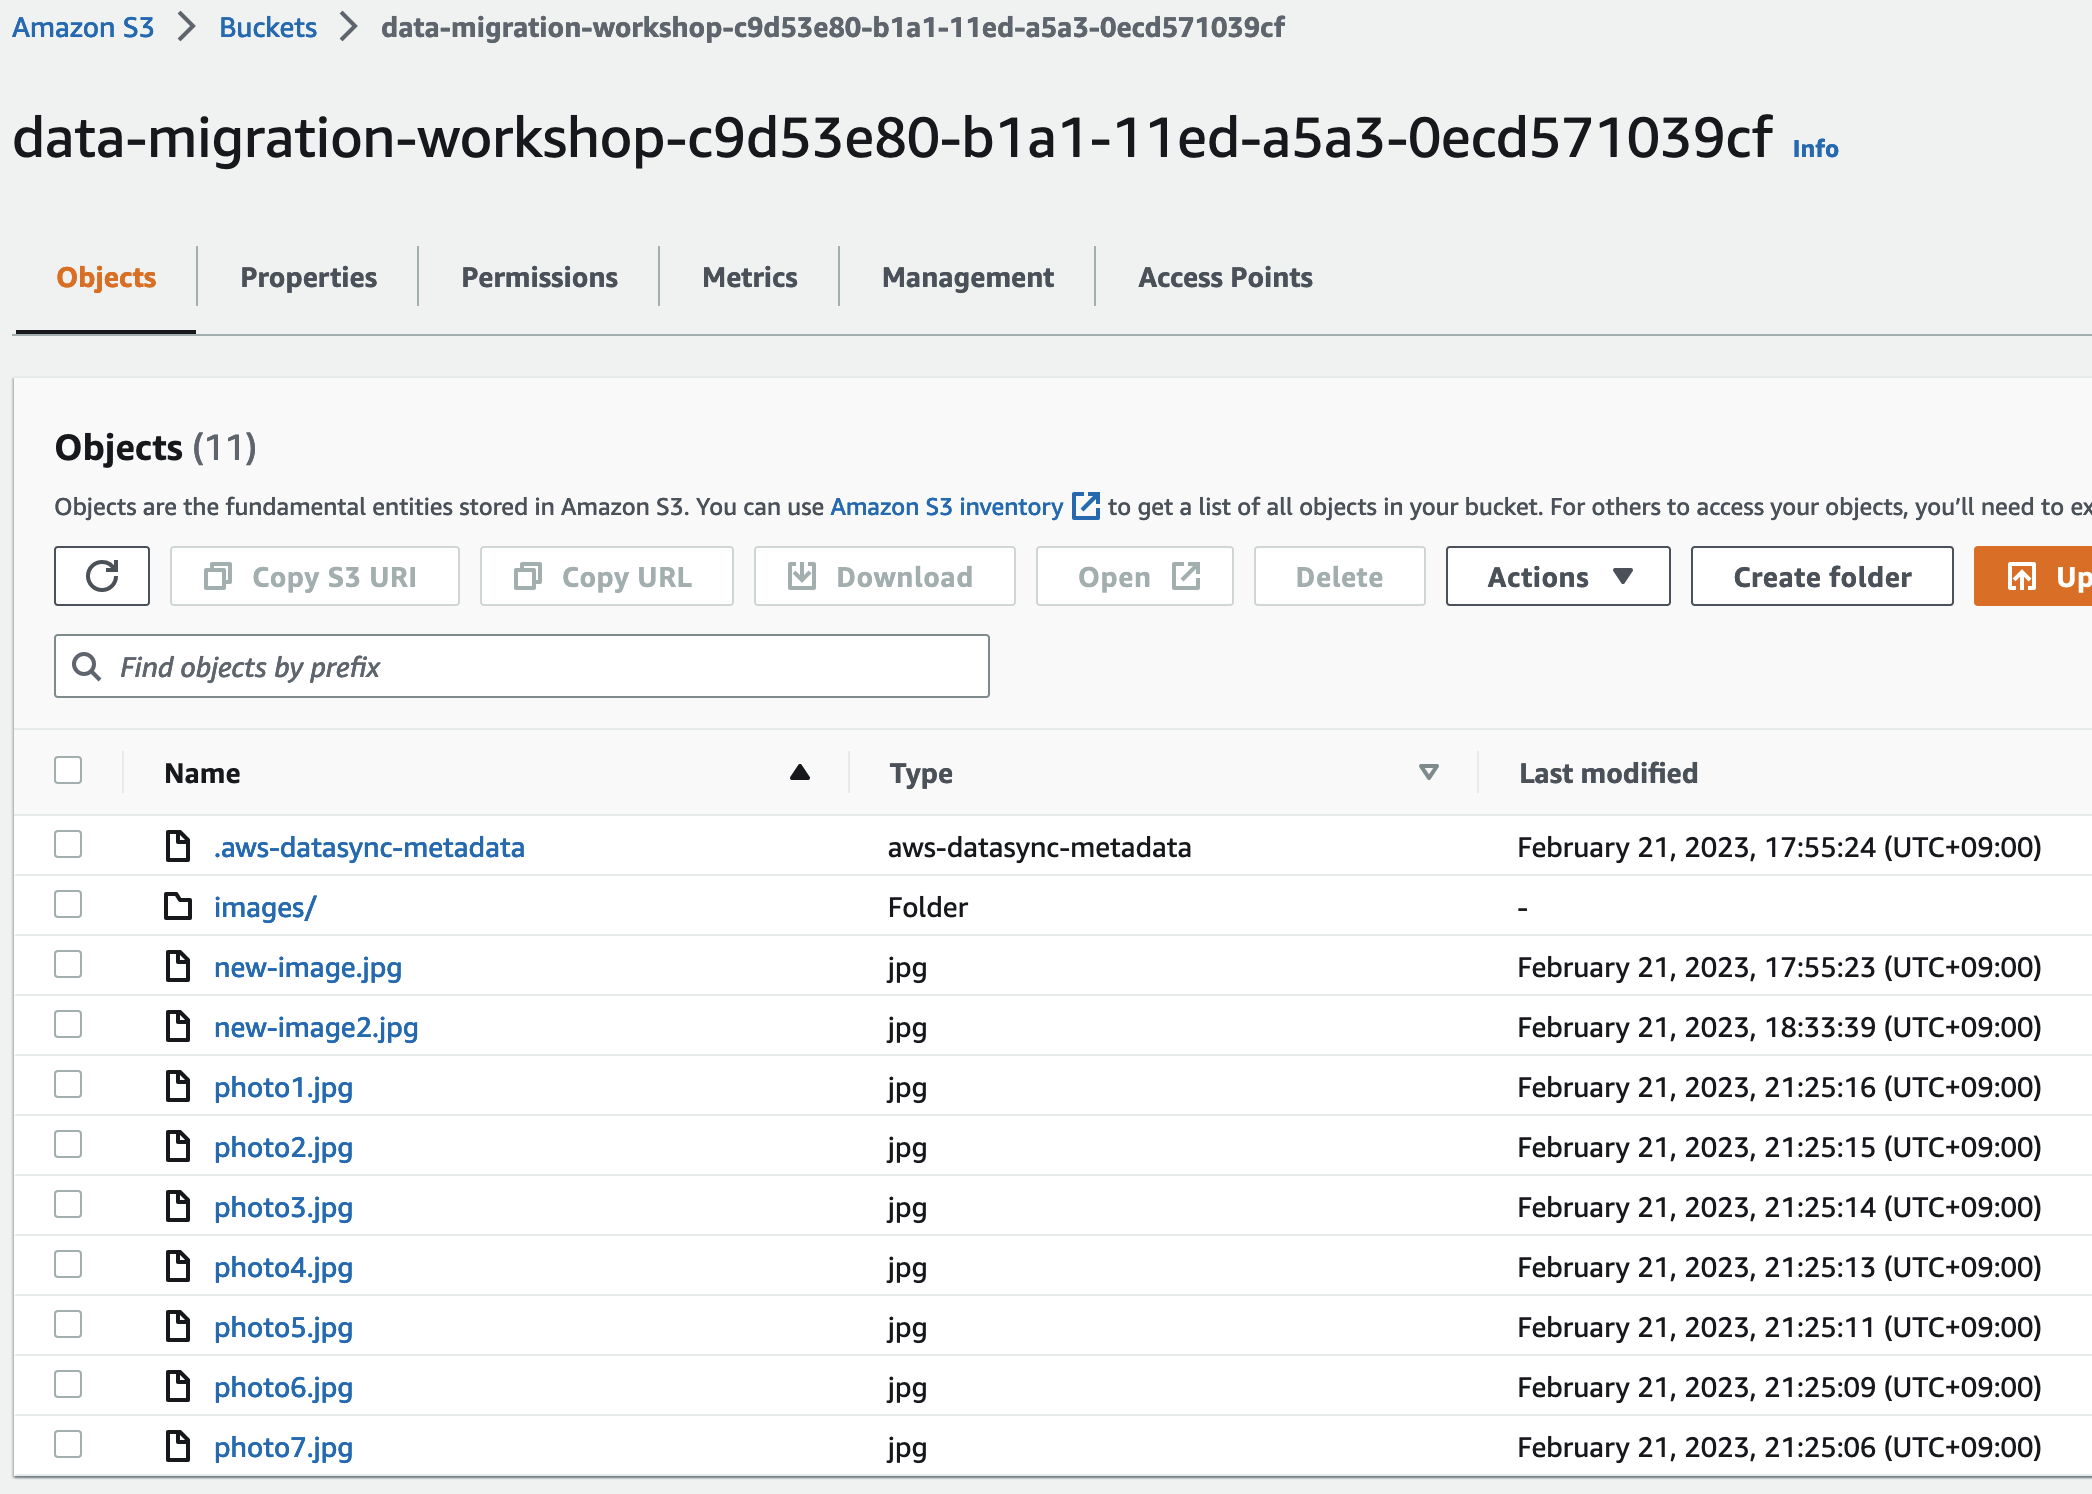 Amazon S3 > Buckets > data-migration-workshop-c9d53e80-b1a1-11ed-a5a3-0ecd571039cf
data-migration-workshop-c9d53e80-b1a1-11ed-a5a3-0ecd571039cf Info
Objects Properties Permissions Metrics Management Access Points
Objects (11)
Objects are the fundamental entities stored in Amazon S3. You can use Amazon S3 inventory to get a list of all objects in your bucket. For others to access your objects, you’ll need to ex
Copy S3 URI Copy URL Download Open Delete Actions Create folder Up
Find objects by prefix
Name Type Last modified
.aws-datasync-metadata aws-datasync-metadata February 21, 2023, 17:55:24 (UTC+09:00)
images/ Folder -
new-image.jpg jpg February 21, 2023, 17:55:23 (UTC+09:00)
new-image2.jpg jpg February 21, 2023, 18:33:39 (UTC+09:00)
photo1.jpg jpg February 21, 2023, 21:25:16 (UTC+09:00)
photo2.jpg jpg February 21, 2023, 21:25:15 (UTC+09:00)
photo3.jpg jpg February 21, 2023, 21:25:14 (UTC+09:00)
photo4.jpg jpg February 21, 2023, 21:25:13 (UTC+09:00)
photo5.jpg jpg February 21, 2023, 21:25:11 (UTC+09:00)
photo6.jpg jpg February 21, 2023, 21:25:09 (UTC+09:00)
photo7.jpg jpg February 21, 2023, 21:25:06 (UTC+09:00)